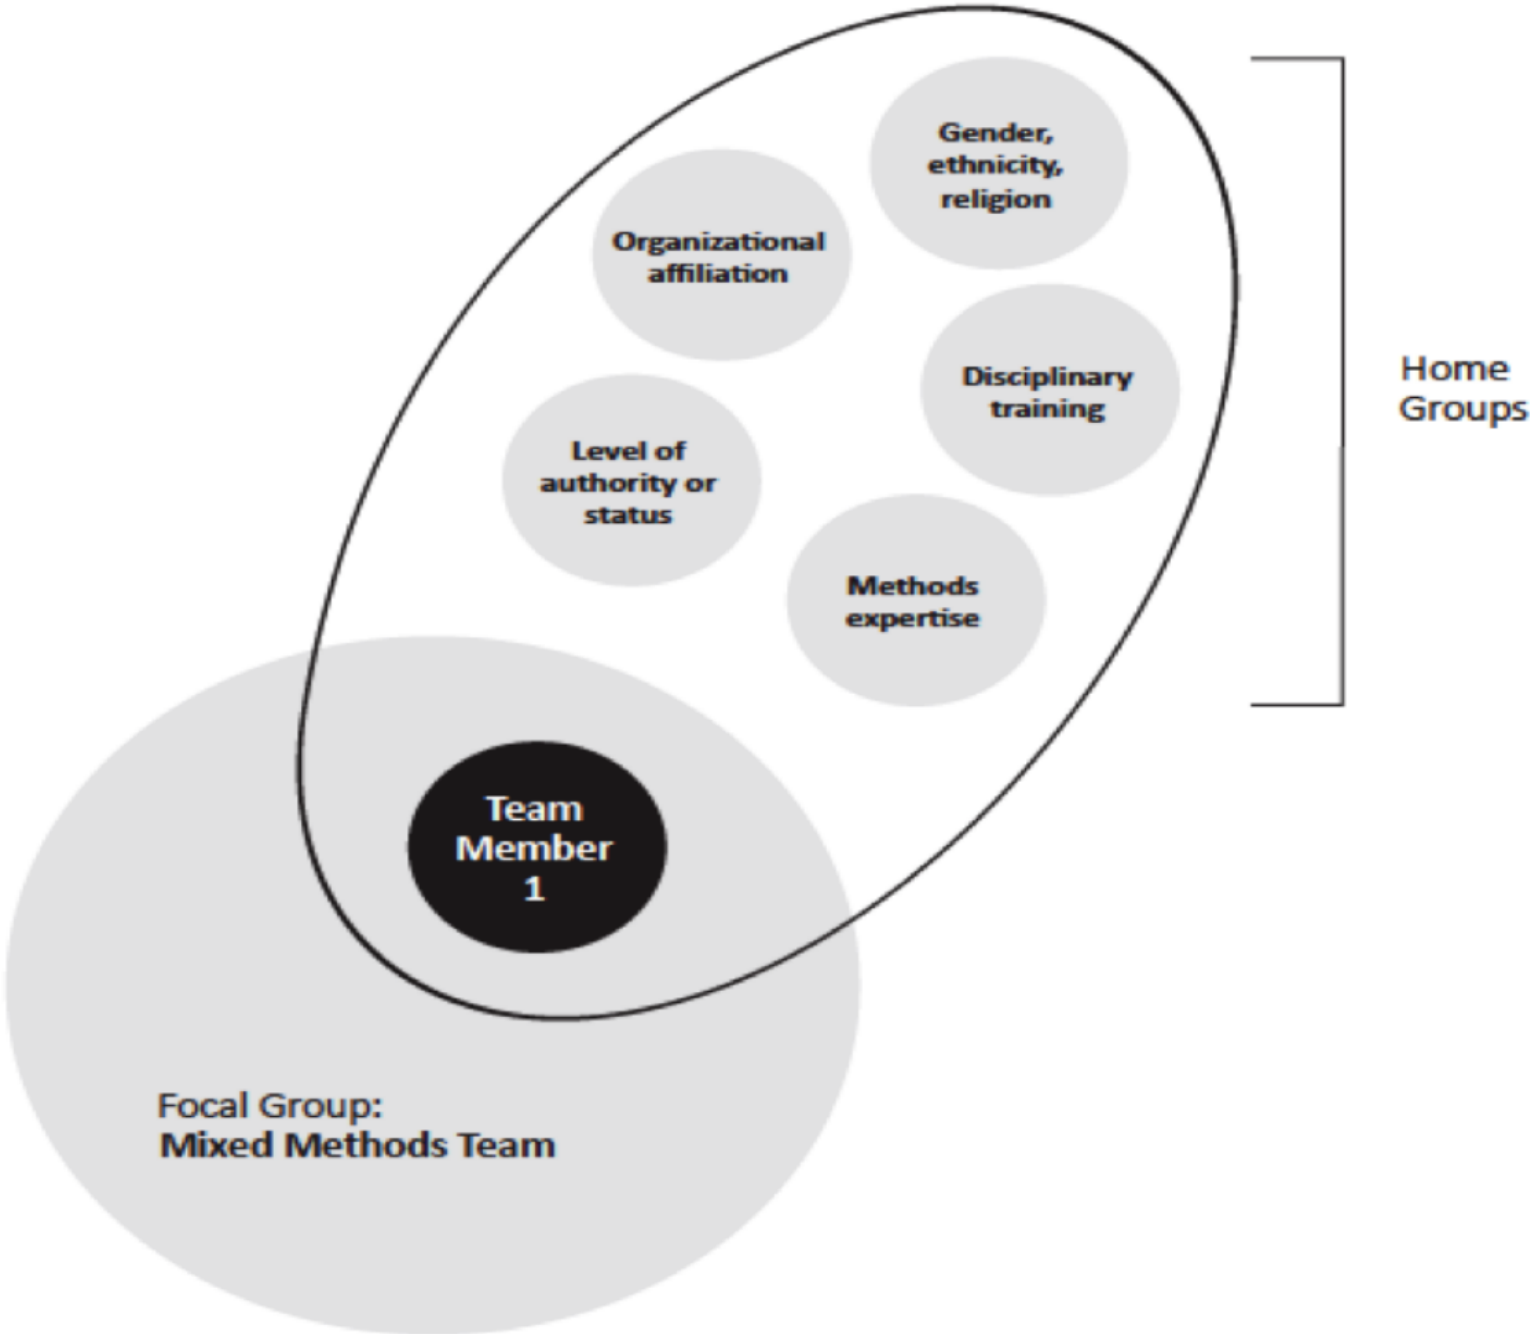 Gender,
ethnicity,
religion
Organizational
affiliation
Disciplinary
training
Home
Groups
Level of
authority or
status
Methods
expertise
Team
Member
1
Focal Group:
Mixed Methods Team